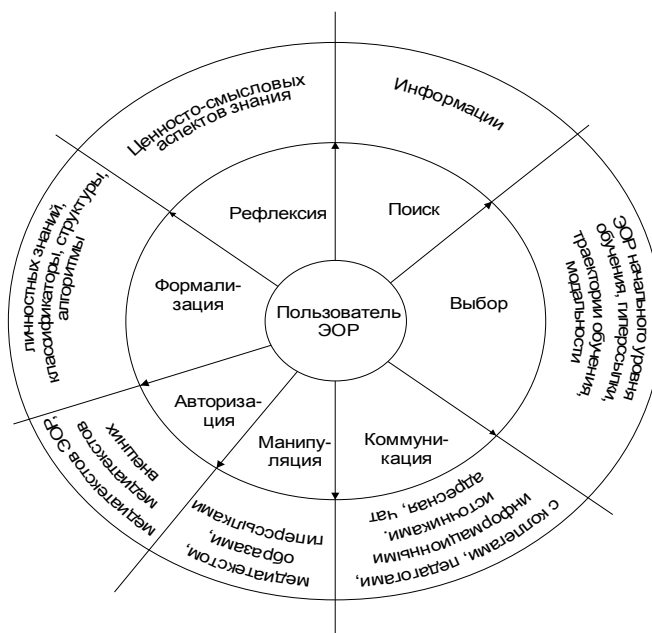 Ценносто-смысловых
аспектов знания
Информации
Рефлексия
Поиск
личностных знаний,
классификаторы, структуры,
алгоритмы
Формали-
зация
Пользователь
ЭОР
Выбор
ЭОР начального уровня
обучения, гиперссылки,
траектории обучения,
модальности
Авториза-
ция
Манипу-
ляция
Коммуни-
кация
медиатекстов ЭОР,
внешних
медиатекстов
медиатекстом,
образами,
гиперссылками
с коллегами, педагогами,
информационными
источниками,
адресная, чат